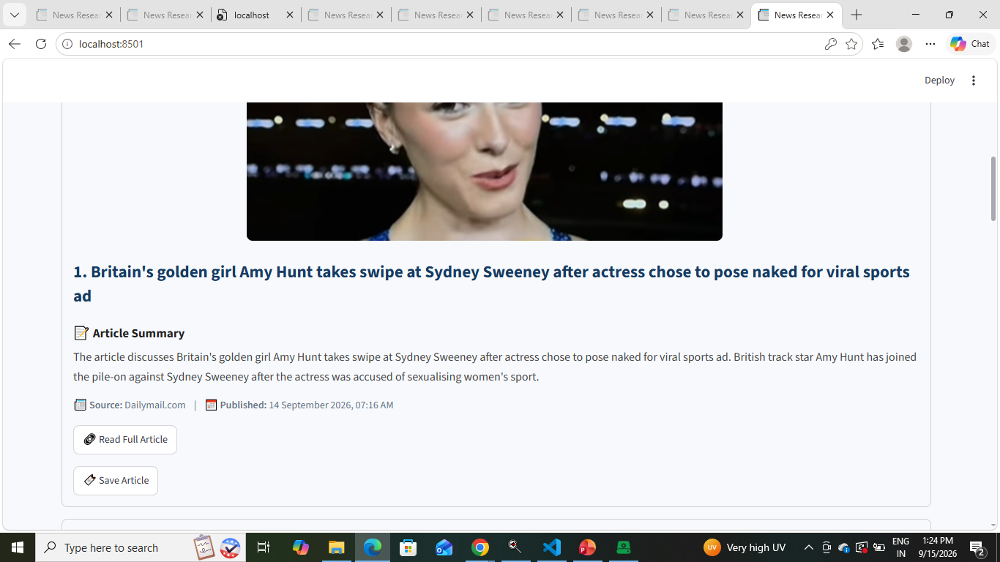 News Resear
News Resear
localhost
News Resear
News Resear
News Resear
News Resear
News Resear
News Resear
localhost:8501
Chat
Deploy
1. Britain's golden girl Amy Hunt takes swipe at Sydney Sweeney after actress chose to pose naked for viral sports
ad
Article Summary
The article discusses Britain's golden girl Amy Hunt takes swipe at Sydney Sweeney after actress chose to pose naked for viral sports ad. British track star Amy Hunt has joined
the pile-on against Sydney Sweeney after the actress was accused of sexualising women's sport.
Source: Dailymail.com | Published: 14 September 2026, 07:16 AM
Read Full Article
Save Article
Type here to search
UV
Very high UV
ENG
IN
1:24 PM
9/15/2026
2